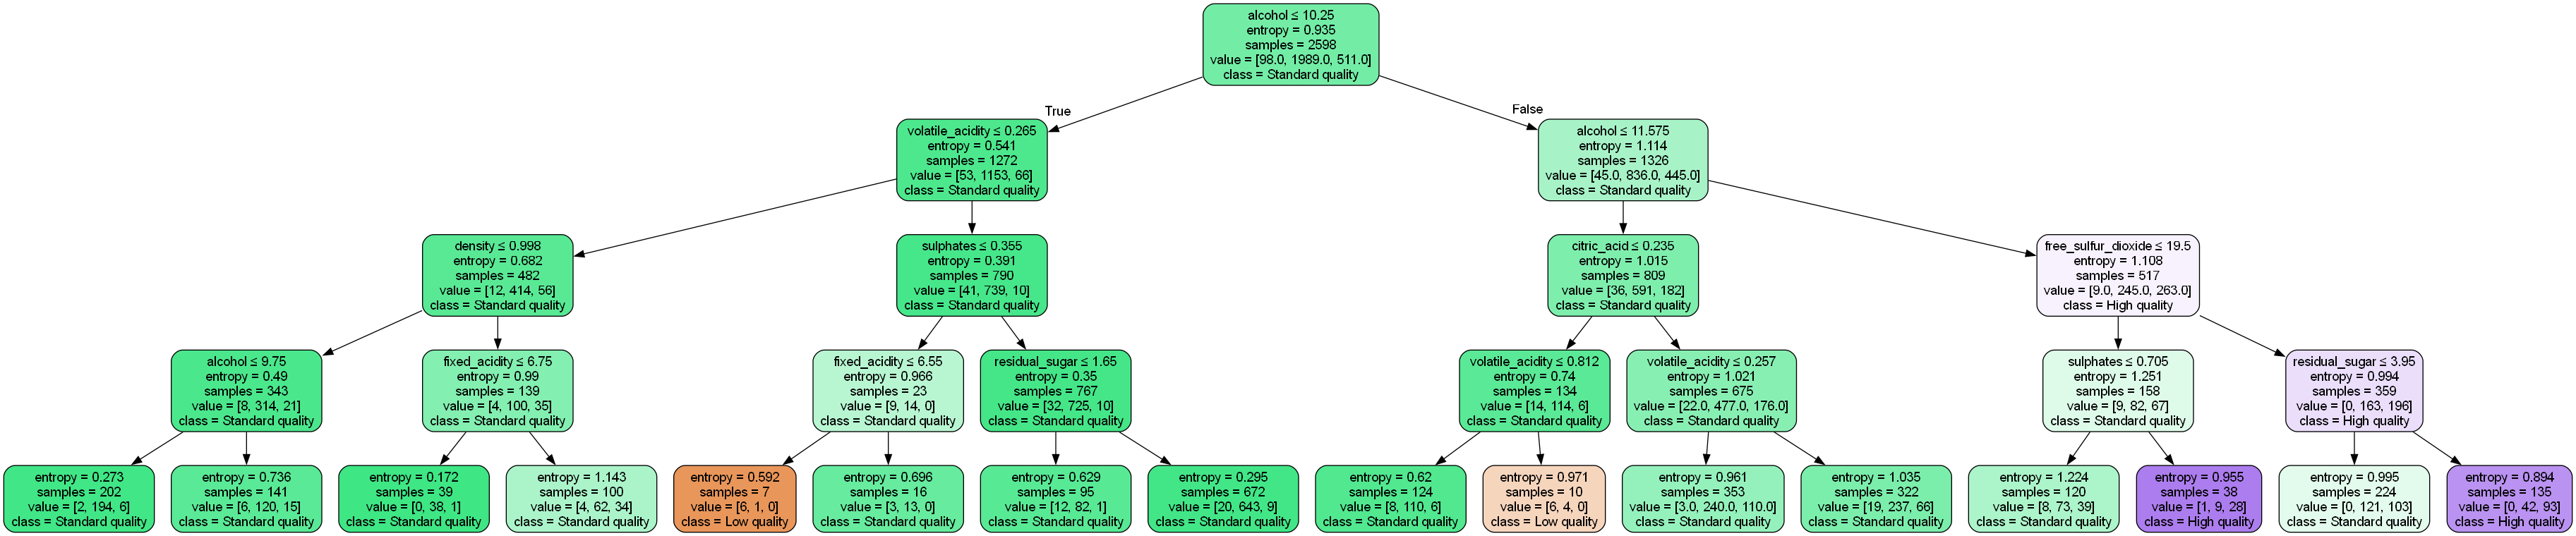 alcohol ≤ 10.25
entropy = 0.935
samples = 2598
value = [98.0, 1989.0, 511.0]
class = Standard quality
True
False
volatile_acidity ≤ 0.265
entropy = 0.541
samples = 1272
value = [53, 1153, 66]
class = Standard quality
alcohol ≤ 11.575
entropy = 1.114
samples = 1326
value = [45.0, 836.0, 445.0]
class = Standard quality
density ≤ 0.998
entropy = 0.682
samples = 482
value = [12, 414, 56]
class = Standard quality
sulphates ≤ 0.355
entropy = 0.391
samples = 790
value = [41, 739, 10]
class = Standard quality
citric_acid ≤ 0.235
entropy = 1.015
samples = 809
value = [36, 591, 182]
class = Standard quality
free_sulfur_dioxide ≤ 19.5
entropy = 1.108
samples = 517
value = [9.0, 245.0, 263.0]
class = High quality
alcohol ≤ 9.75
entropy = 0.49
samples = 343
value = [8, 314, 21]
class = Standard quality
fixed_acidity ≤ 6.75
entropy = 0.99
samples = 139
value = [4, 100, 35]
class = Standard quality
fixed_acidity ≤ 6.55
entropy = 0.966
samples = 23
value = [9, 14, 0]
class = Standard quality
residual_sugar ≤ 1.65
entropy = 0.35
samples = 767
value = [32, 725, 10]
class = Standard quality
volatile_acidity ≤ 0.812
entropy = 0.74
samples = 134
value = [14, 114, 6]
class = Standard quality
volatile_acidity ≤ 0.257
entropy = 1.021
samples = 675
value = [22.0, 477.0, 176.0]
class = Standard quality
sulphates ≤ 0.705
entropy = 1.251
samples = 158
value = [9, 82, 67]
class = Standard quality
residual_sugar ≤ 3.95
entropy = 0.994
samples = 359
value = [0, 163, 196]
class = High quality
entropy = 0.273
samples = 202
value = [2, 194, 6]
class = Standard quality
entropy = 0.736
samples = 141
value = [6, 120, 15]
class = Standard quality
entropy = 0.172
samples = 39
value = [0, 38, 1]
class = Standard quality
entropy = 1.143
samples = 100
value = [4, 62, 34]
class = Standard quality
entropy = 0.592
samples = 7
value = [6, 1, 0]
class = Low quality
entropy = 0.696
samples = 16
value = [3, 13, 0]
class = Standard quality
entropy = 0.629
samples = 95
value = [12, 82, 1]
class = Standard quality
entropy = 0.295
samples = 672
value = [20, 643, 9]
class = Standard quality
entropy = 0.62
samples = 124
value = [8, 110, 6]
class = Standard quality
entropy = 0.971
samples = 10
value = [6, 4, 0]
class = Low quality
entropy = 0.961
samples = 353
value = [3.0, 240.0, 110.0]
class = Standard quality
entropy = 1.035
samples = 322
value = [19, 237, 66]
class = Standard quality
entropy = 1.224
samples = 120
value = [8, 73, 39]
class = Standard quality
entropy = 0.955
samples = 38
value = [1, 9, 28]
class = High quality
entropy = 0.995
samples = 224
value = [0, 121, 103]
class = Standard quality
entropy = 0.894
samples = 135
value = [0, 42, 93]
class = High quality